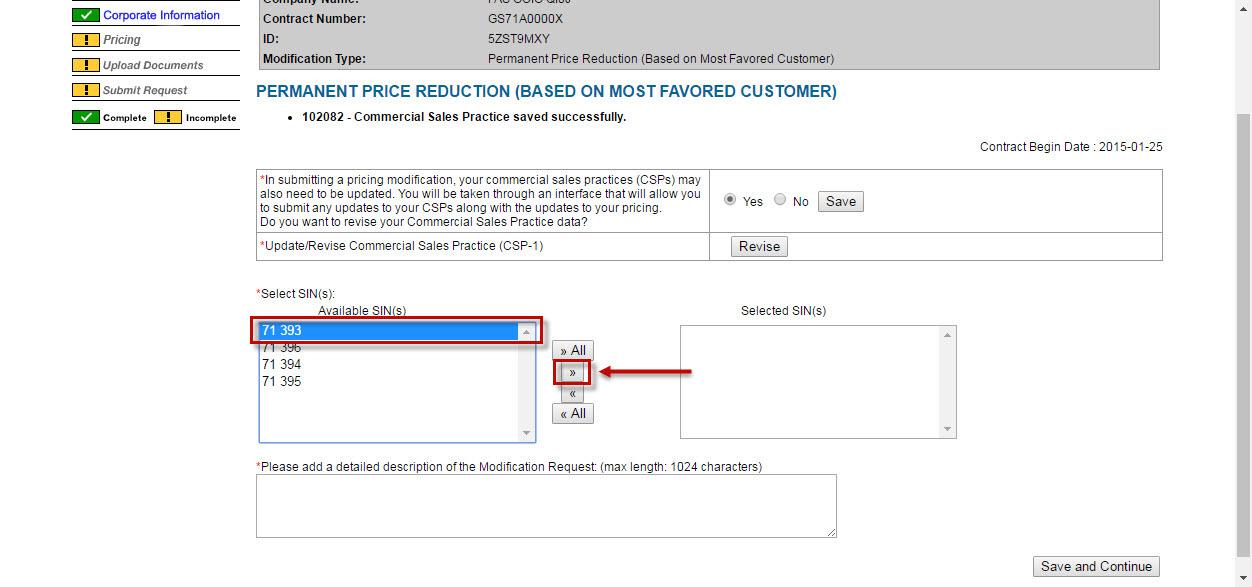 Corporate Information
Pricing
Upload Documents
Submit Request
Complete
Incomplete
Contract Number: GS71A0000X
ID: 5ZST9MXY
Modification Type: Permanent Price Reduction (Based on Most Favored Customer)
PERMANENT PRICE REDUCTION (BASED ON MOST FAVORED CUSTOMER)
• 102082 - Commercial Sales Practice saved successfully.
Contract Begin Date : 2015-01-25
*In submitting a pricing modification, your commercial sales practices (CSPs) may
also need to be updated. You will be taken through an interface that will allow you
to submit any updates to your CSPs along with the updates to your pricing.
Do you want to revise your Commercial Sales Practice data?
Yes No Save
*Update/Revise Commercial Sales Practice (CSP-1)
Revise
*Select SIN(s):
Available SIN(s)
71 393
71 396
71 394
71 395
» All
»
«
« All
Selected SIN(s)
*Please add a detailed description of the Modification Request: (max length: 1024 characters)
Save and Continue